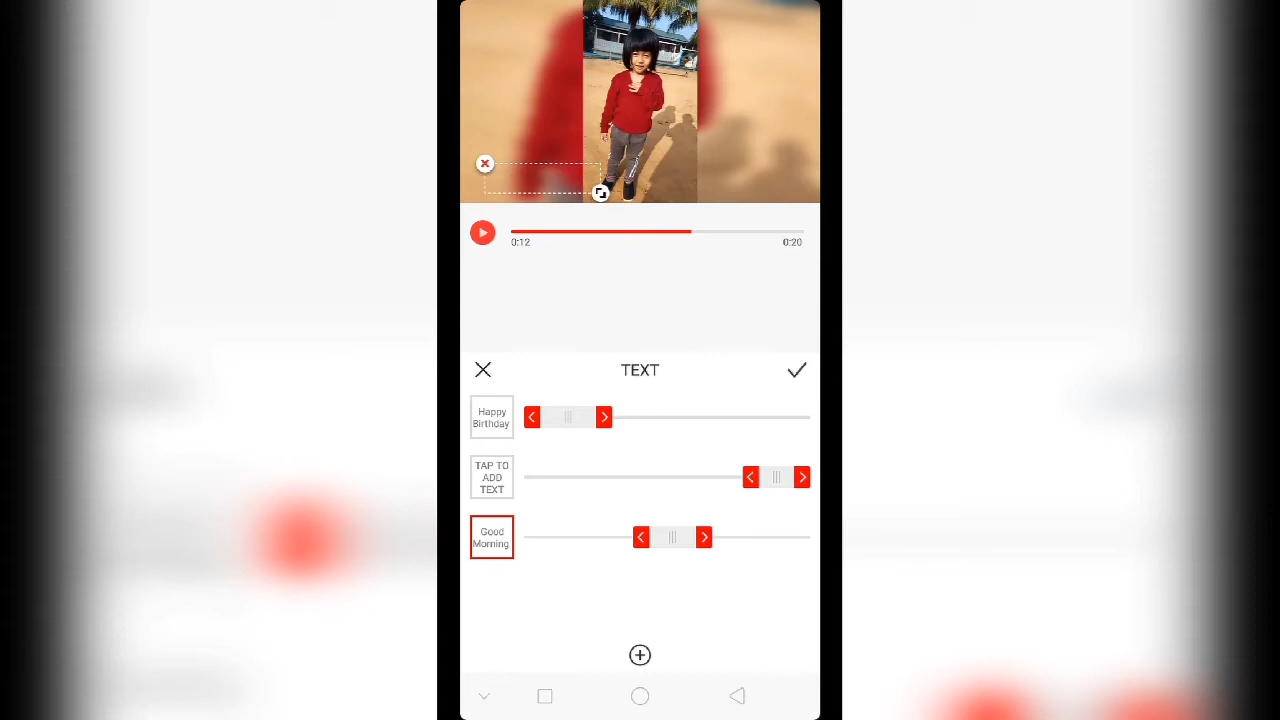 0:12
0:20
TEXT
Happy
Birthday
TAP TO
ADD
TEXT
Good
Morning